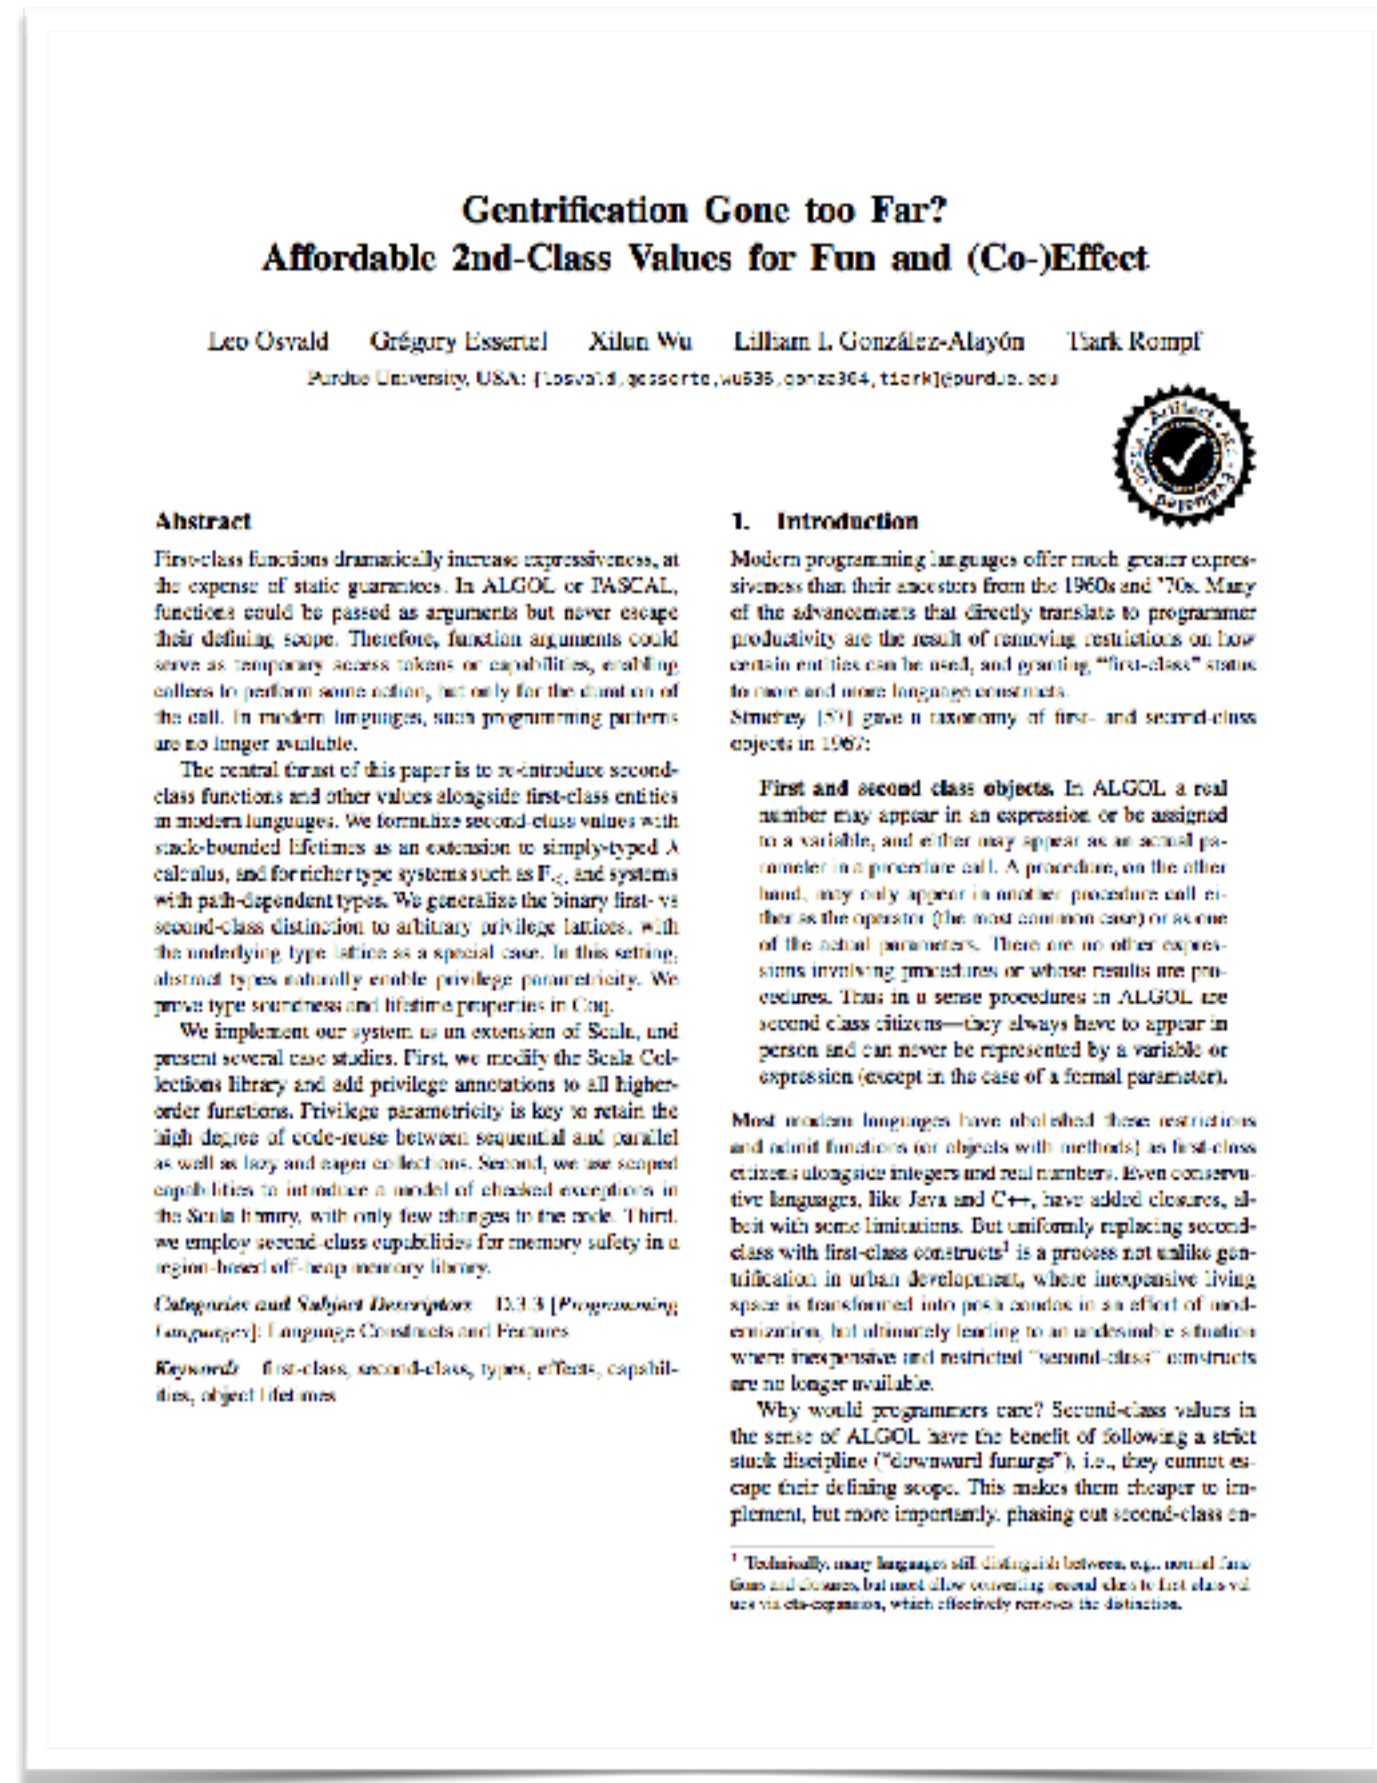 Gentrification Gone too Far?
Affordable 2nd-Class Values for Fun and (Co-)Effect
Leo Osvald Grégory Essertel Xilun Wu Lilliam I. González-Alayón Tiark Rompf
Purdue University, USA: {losvald,gesserte,wu636,gonza304,tiark}@purdue.edu
Artifact Evaluated
Abstract
First-class functions dramatically increase expressiveness, at
the expense of static guarantees. In ALGOL or PASCAL,
functions could be passed as arguments but never escape
their defining scope. Therefore, function arguments could
serve as temporary access tokens or capabilities, enabling
callees to perform some action, but only for the duration of
the call. In modern languages, such programming patterns
are no longer available.
The central thrust of this paper is to re-introduce second-
class functions and other values alongside first-class entities
in modern languages. We formalize second-class values with
stack-bounded lifetimes as an extension to simply-typed λ
calculus, and for richer type systems such as F<: and systems
with path-dependent types. We generalize the binary first- vs
second-class distinction to arbitrary privilege lattices, with
the underlying type lattice as a special case. In this setting,
abstract types naturally enable privilege parametricity. We
prove type soundness and lifetime properties in Coq.
We implement our system as an extension of Scala, and
present several case studies. First, we modify the Scala Col-
lections library and add privilege annotations to all higher-
order functions. Privilege parametricity is key to retain the
high degree of code-reuse between sequential and parallel
as well as lazy and eager collections. Second, we use scoped
capabilities to introduce a model of checked exceptions in
the Scala library, with only few changes to the code. Third,
we employ second-class capabilities for memory safety in a
region-based off-heap memory library.
Categories and Subject Descriptors D.3.3 [Programming
Languages]: Language Constructs and Features
Keywords first-class, second-class, types, effects, capabil-
ities, object lifetimes
1. Introduction
Modern programming languages offer much greater expres-
siveness than their ancestors from the 1960s and '70s. Many
of the advancements that directly translate to programmer
productivity are the result of removing restrictions on how
certain entities can be used, and granting "first-class" status
to more and more language constructs.
Strachey [57] gave a taxonomy of first- and second-class
objects in 1967:
First and second class objects. In ALGOL a real
number may appear in an expression or be assigned
to a variable, and either may appear as an actual pa-
rameter in a procedure call. A procedure, on the other
hand, may only appear in another procedure call ei-
ther as the operator (the most common case) or as one
of the actual parameters. There are no other expres-
sions involving procedures or whose results are pro-
cedures. Thus in a sense procedures in ALGOL are
second class citizens—they always have to appear in
person and can never be represented by a variable or
expression (except in the case of a formal parameter).
Most modern languages have abolished these restrictions
and admit functions (or objects with methods) as first-class
citizens alongside integers and real numbers. Even conserva-
tive languages, like Java and C++, have added closures, al-
beit with some limitations. But uniformly replacing second-
class with first-class constructs¹ is a process not unlike gen-
trification in urban development, where inexpensive living
space is transformed into posh condos in an effort of mod-
ernization, but ultimately leading to an undesirable situation
where inexpensive and restricted "second-class" constructs
are no longer available.
Why would programmers care? Second-class values in
the sense of ALGOL have the benefit of following a strict
stack discipline ("downward funargs"), i.e., they cannot es-
cape their defining scope. This makes them cheaper to im-
plement, but more importantly, phasing out second-class en-
¹ Technically, many languages still distinguish between, e.g., normal func-
tions and closures, but most allow converting second-class to first-class val-
ues via eta-expansion, which effectively removes the distinction.